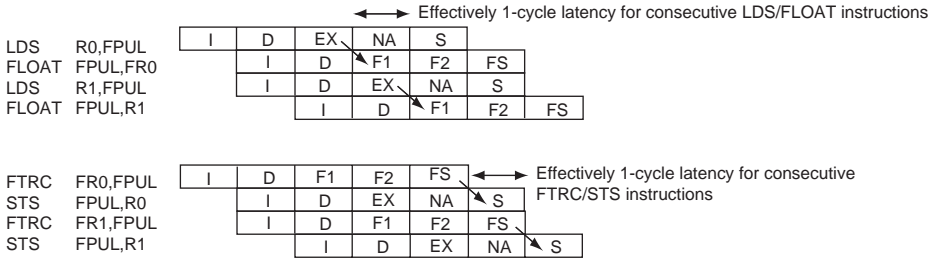 Effectively 1-cycle latency for consecutive LDS/FLOAT instructions
LDS R0,FPUL I D EX NA S
FLOAT FPUL,FR0 I D F1 F2 FS
LDS R1,FPUL I D EX NA S
FLOAT FPUL,R1 I D F1 F2 FS
Effectively 1-cycle latency for consecutive
FTRC/STS instructions
FTRC FR0,FPUL I D F1 F2 FS
STS FPUL,R0 I D EX NA S
FTRC FR1,FPUL I D F1 F2 FS
STS FPUL,R1 I D EX NA S